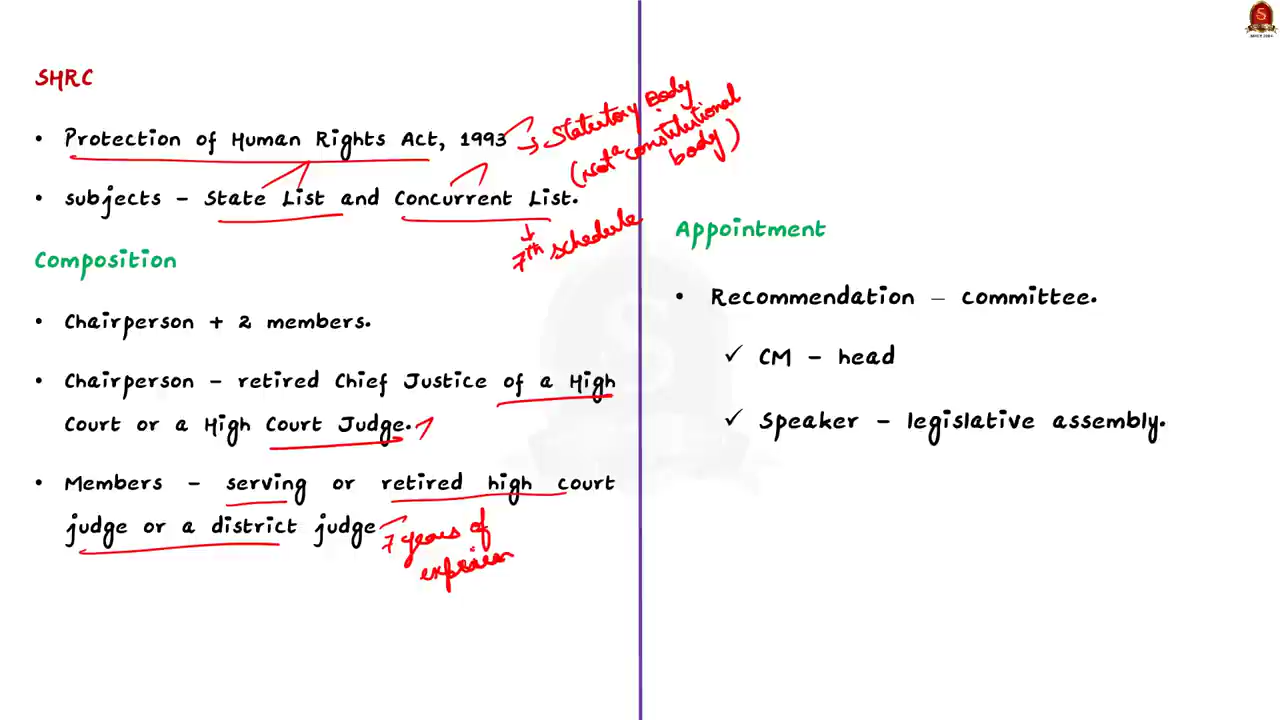 SHRC
• Protection of Human Rights Act, 1993
→ Statutory Body
(Not a constitutional
body)
• subjects – State List and Concurrent List.
↓
7th schedule
Composition
• Chairperson + 2 members.
• Chairperson – retired Chief Justice of a High
Court or a High Court Judge.
• Members – serving or retired high court
judge or a district judge
7 years of
Appointment
• Recommendation – committee.
✓ CM – head
✓ Speaker – legislative assembly.